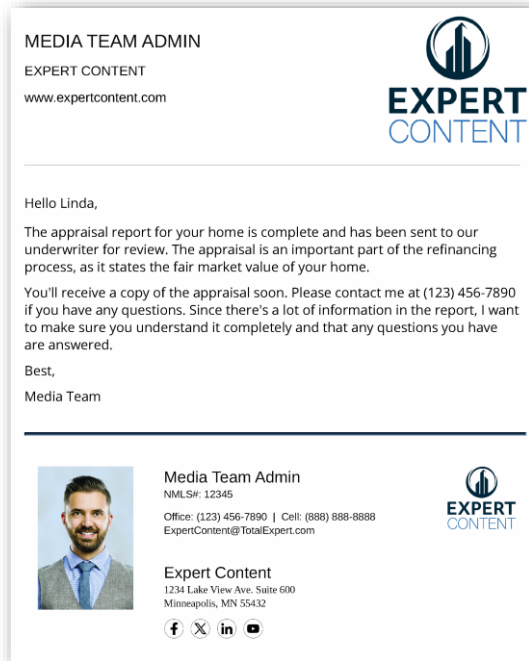 MEDIA TEAM ADMIN
EXPERT CONTENT
www.expertcontent.com
EXPERT
CONTENT
Hello Linda,
The appraisal report for your home is complete and has been sent to our
underwriter for review. The appraisal is an important part of the refinancing
process, as it states the fair market value of your home.
You'll receive a copy of the appraisal soon. Please contact me at (123) 456-7890
if you have any questions. Since there's a lot of information in the report, I want
to make sure you understand it completely and that any questions you have
are answered.
Best,
Media Team
Media Team Admin
NMLS#: 12345
Office: (123) 456-7890 | Cell: (888) 888-8888
ExpertContent@TotalExpert.com
Expert Content
1234 Lake View Ave. Suite 600
Minneapolis, MN 55432
EXPERT
CONTENT